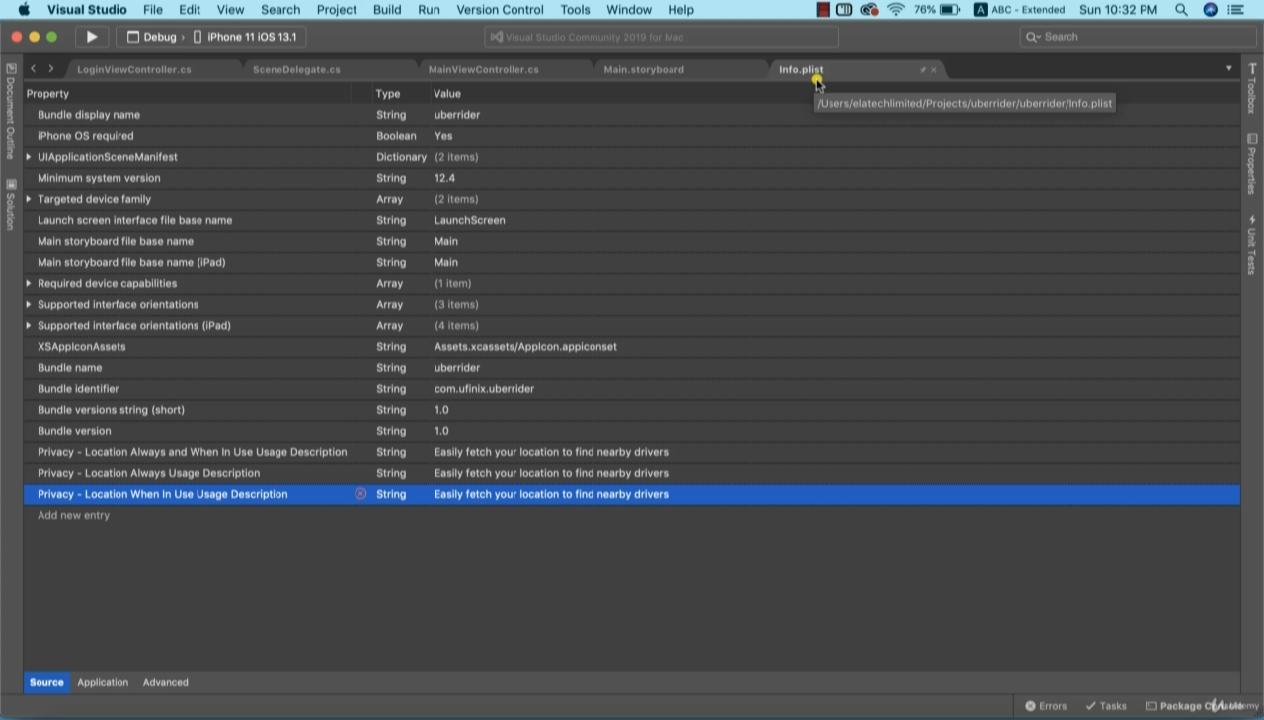 Visual Studio File Edit View Search Project Build Run Version Control Tools Window Help 76% A ABC - Extended Sun 10:32 PM
Debug › iPhone 11 iOS 13.1 Visual Studio Community 2019 for Mac Search
LoginViewController.cs SceneDelegate.cs MainViewController.cs Main.storyboard Info.plist
Property Type Value
/Users/elatechlimited/Projects/uberrider/uberrider/Info.plist
Bundle display name String uberrider
iPhone OS required Boolean Yes
UIApplicationSceneManifest Dictionary (2 items)
Minimum system version String 12.4
Targeted device family Array (2 items)
Launch screen interface file base name String LaunchScreen
Main storyboard file base name String Main
Main storyboard file base name (iPad) String Main
Required device capabilities Array (1 item)
Supported interface orientations Array (3 items)
Supported interface orientations (iPad) Array (4 items)
XSAppIconAssets String Assets.xcassets/AppIcon.appiconset
Bundle name String uberrider
Bundle identifier String com.ufinix.uberrider
Bundle versions string (short) String 1.0
Bundle version String 1.0
Privacy - Location Always and When In Use Usage Description String Easily fetch your location to find nearby drivers
Privacy - Location Always Usage Description String Easily fetch your location to find nearby drivers
Privacy - Location When In Use Usage Description String Easily fetch your location to find nearby drivers
Add new entry
Source Application Advanced
Errors Tasks Package
Document Outline
Solution
Toolbox
Properties
Unit Tests